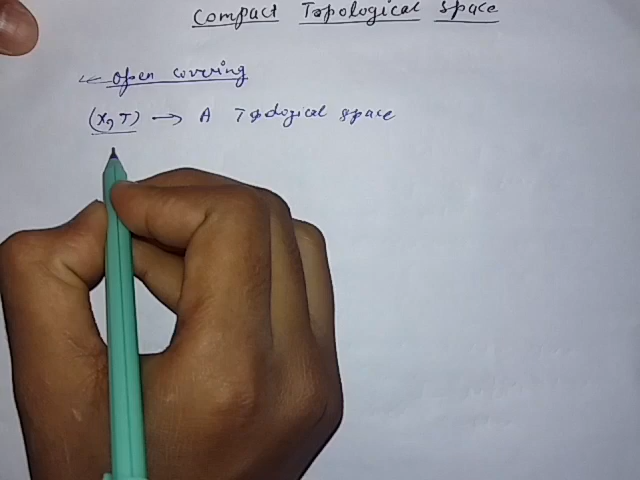 Compact Topological space
open covering
(X, T) → A Topological space